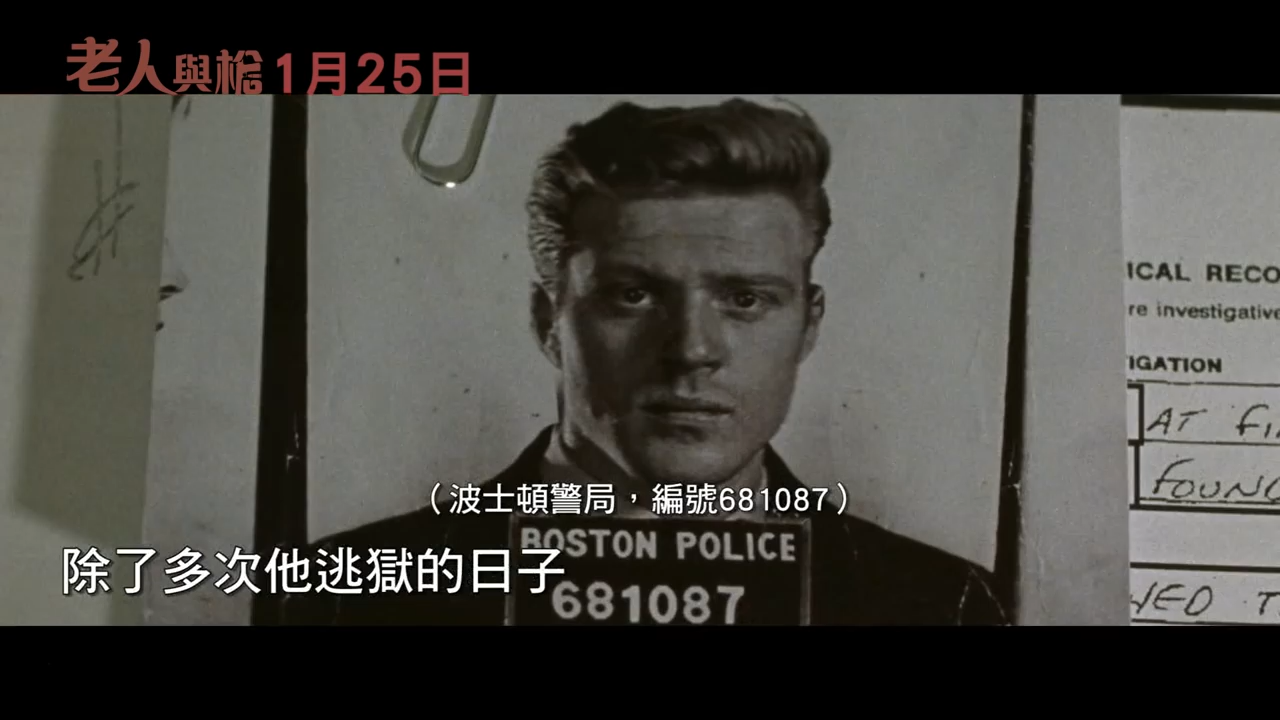 老人與槍 1月25日
ICAL RECO
re investigative
IGATION
AT FI
FOUND
WED T
（波士頓警局，編號681087）
BOSTON POLICE
681087
除了多次他逃獄的日子